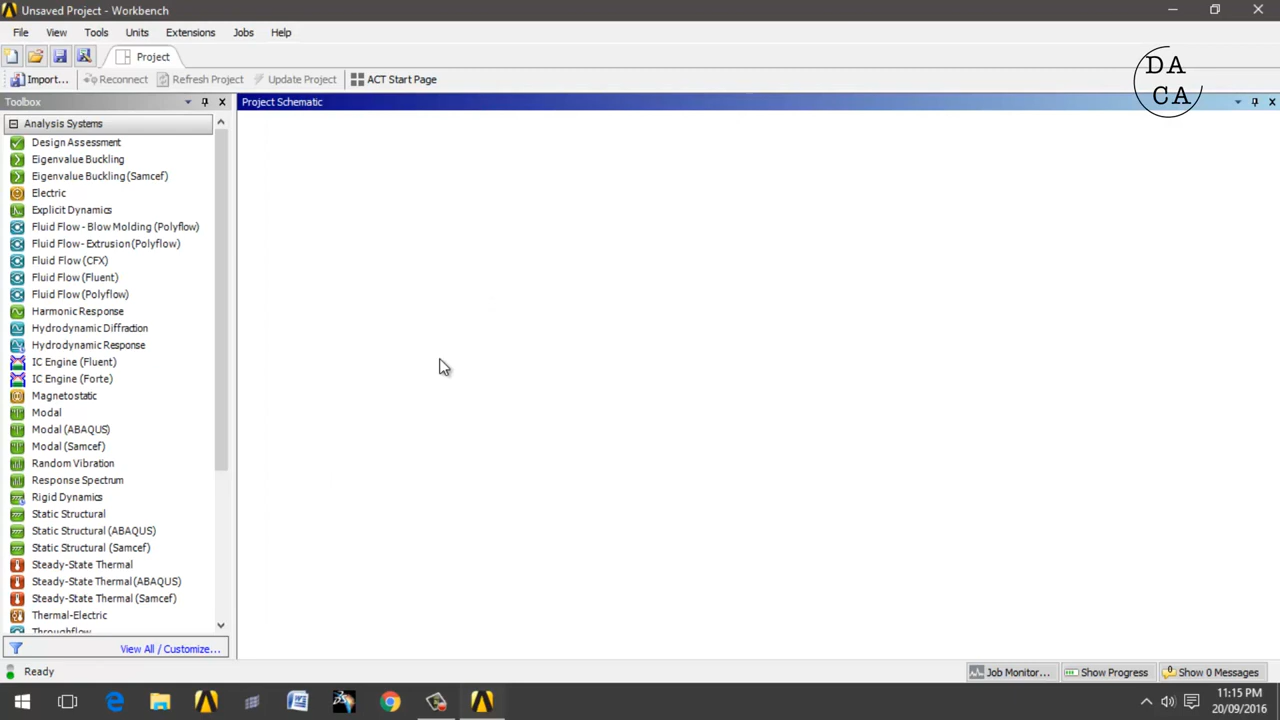 Unsaved Project - Workbench
File View Tools Units Extensions Jobs Help
Project
Import... Reconnect Refresh Project Update Project ACT Start Page
DA
CA
Toolbox
Project Schematic
Analysis Systems
Design Assessment
Eigenvalue Buckling
Eigenvalue Buckling (Samcef)
Electric
Explicit Dynamics
Fluid Flow - Blow Molding (Polyflow)
Fluid Flow- Extrusion (Polyflow)
Fluid Flow (CFX)
Fluid Flow (Fluent)
Fluid Flow (Polyflow)
Harmonic Response
Hydrodynamic Diffraction
Hydrodynamic Response
IC Engine (Fluent)
IC Engine (Forte)
Magnetostatic
Modal
Modal (ABAQUS)
Modal (Samcef)
Random Vibration
Response Spectrum
Rigid Dynamics
Static Structural
Static Structural (ABAQUS)
Static Structural (Samcef)
Steady-State Thermal
Steady-State Thermal (ABAQUS)
Steady-State Thermal (Samcef)
Thermal-Electric
Throughflow
View All / Customize...
Ready
Job Monitor... Show Progress Show 0 Messages
11:15 PM
20/09/2016